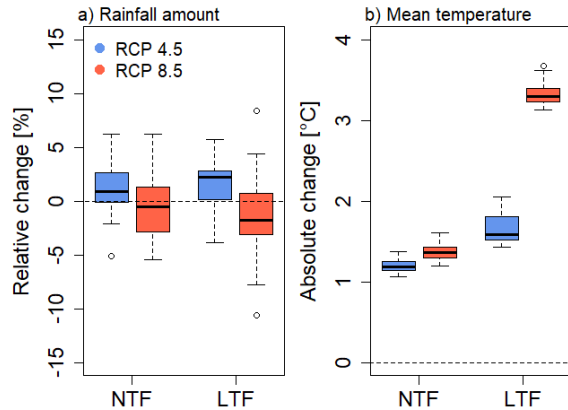 a) Rainfall amount
b) Mean temperature
RCP 4.5
RCP 8.5
Relative change [%]
15
10
5
0
-5
-10
-15
NTF
LTF
Absolute change [°C]
4
3
2
1
0
NTF
LTF